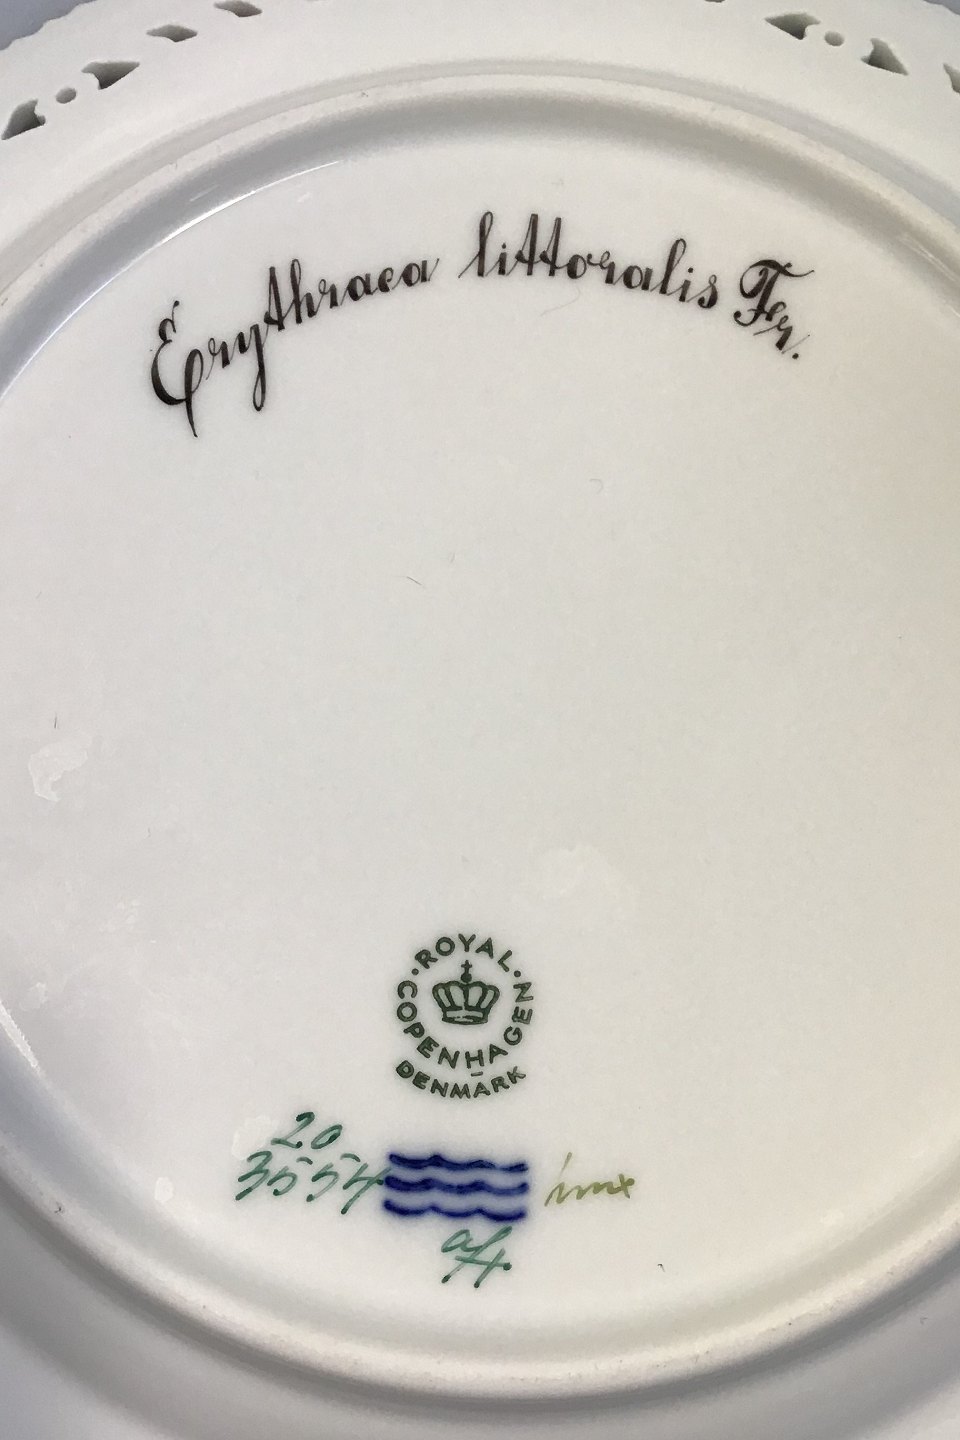 Erythraea littoralis Fr.
ROYAL COPENHAGEN
DENMARK
20
3554